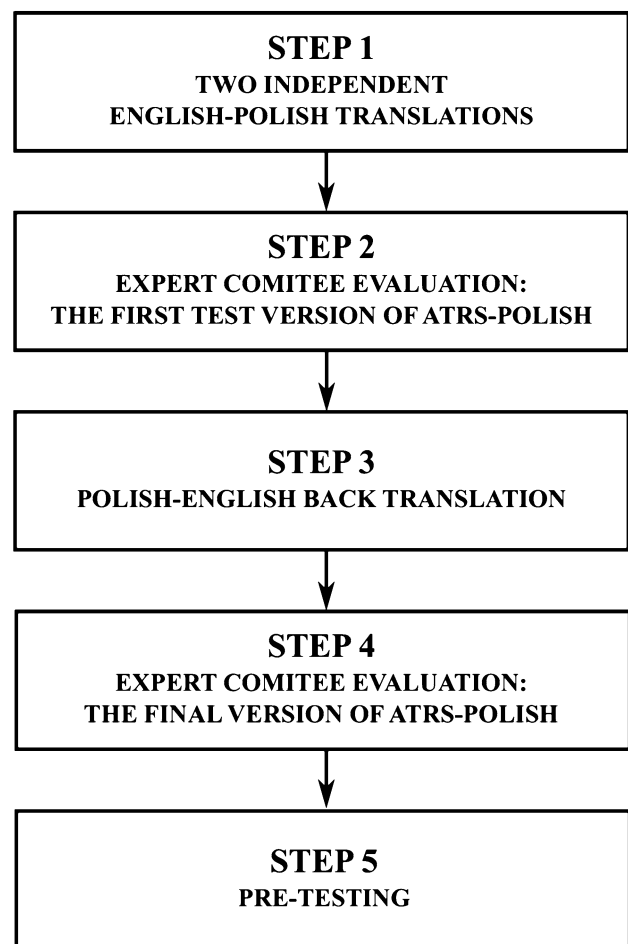 STEP 1
TWO INDEPENDENT
ENGLISH-POLISH TRANSLATIONS
STEP 2
EXPERT COMITEE EVALUATION:
THE FIRST TEST VERSION OF ATRS-POLISH
STEP 3
POLISH-ENGLISH BACK TRANSLATION
STEP 4
EXPERT COMITEE EVALUATION:
THE FINAL VERSION OF ATRS-POLISH
STEP 5
PRE-TESTING